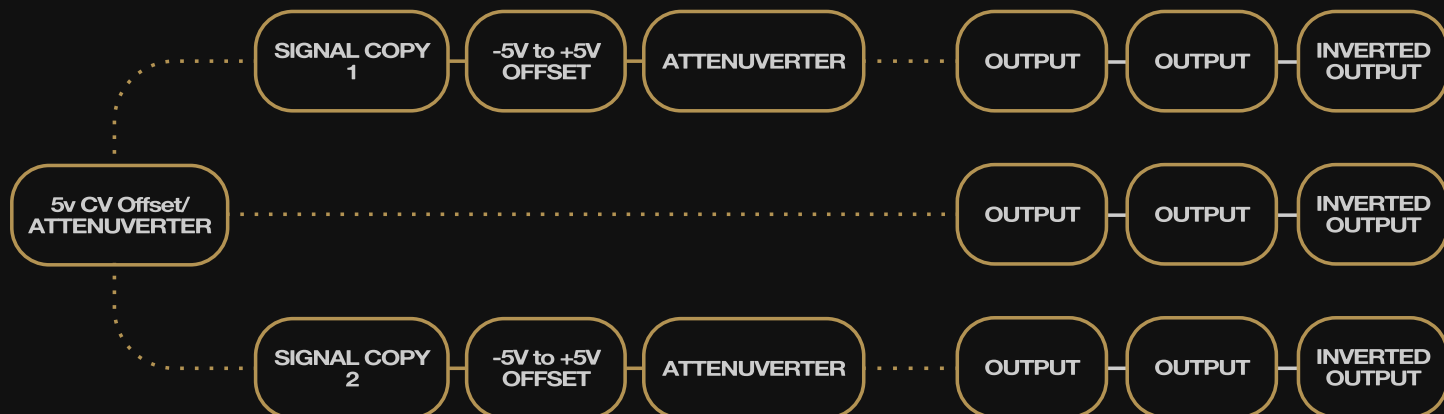 SIGNAL COPY
1
-5V to +5V
OFFSET
ATTENUVERTER
OUTPUT
OUTPUT
INVERTED
OUTPUT
5v CV Offset/
ATTENUVERTER
OUTPUT
OUTPUT
INVERTED
OUTPUT
SIGNAL COPY
2
-5V to +5V
OFFSET
ATTENUVERTER
OUTPUT
OUTPUT
INVERTED
OUTPUT